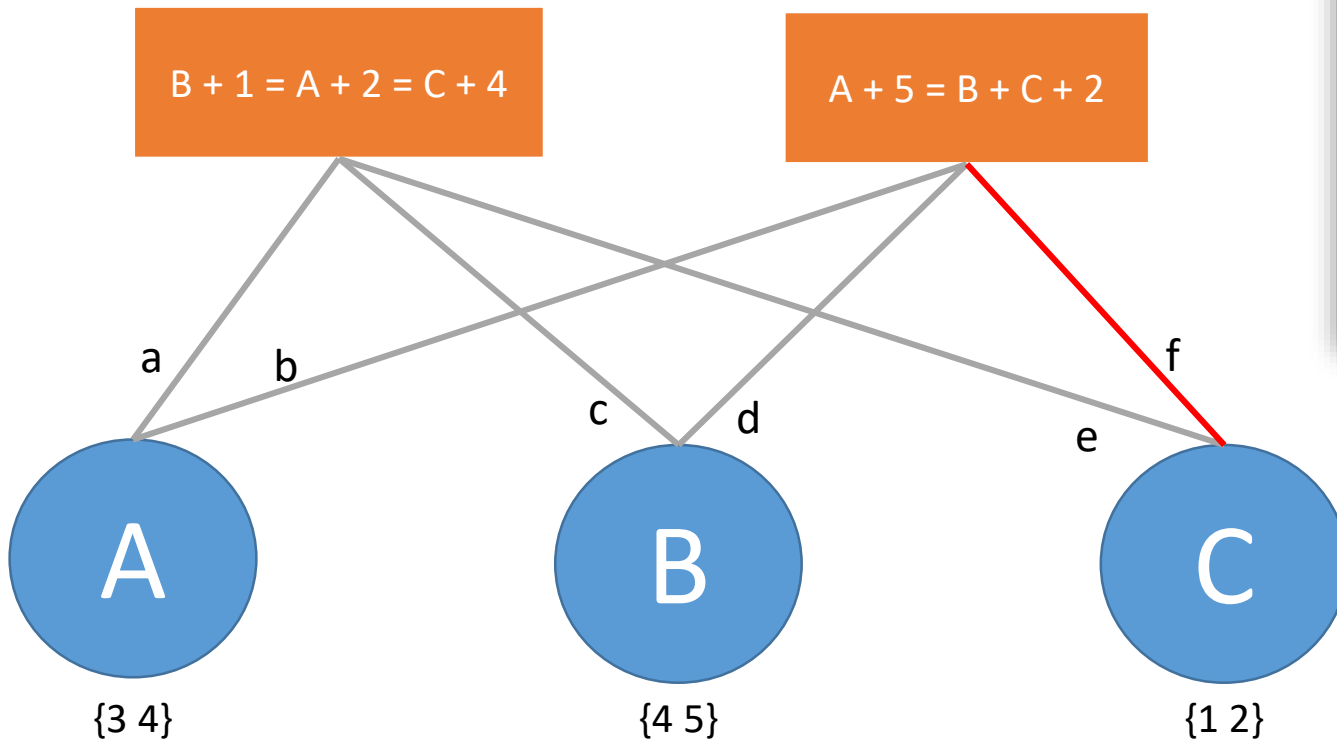 B + 1 = A + 2 = C + 4
A + 5 = B + C + 2
a
b
c
d
e
f
A
B
C
{3 4}
{4 5}
{1 2}